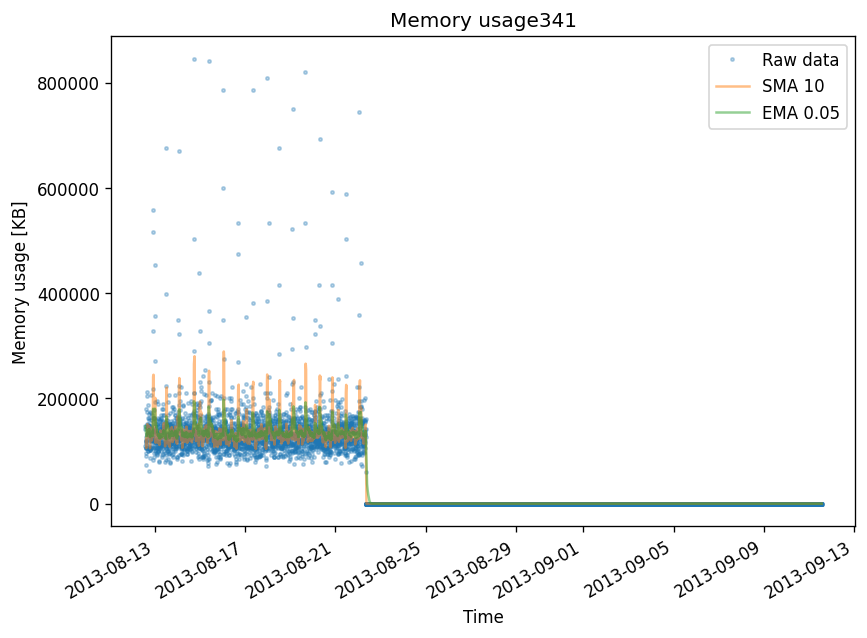 Memory usage341
Raw data
SMA 10
EMA 0.05
Memory usage [KB]
800000
600000
400000
200000
0
2013-08-13
2013-08-17
2013-08-21
2013-08-25
2013-08-29
2013-09-01
2013-09-05
2013-09-09
2013-09-13
Time